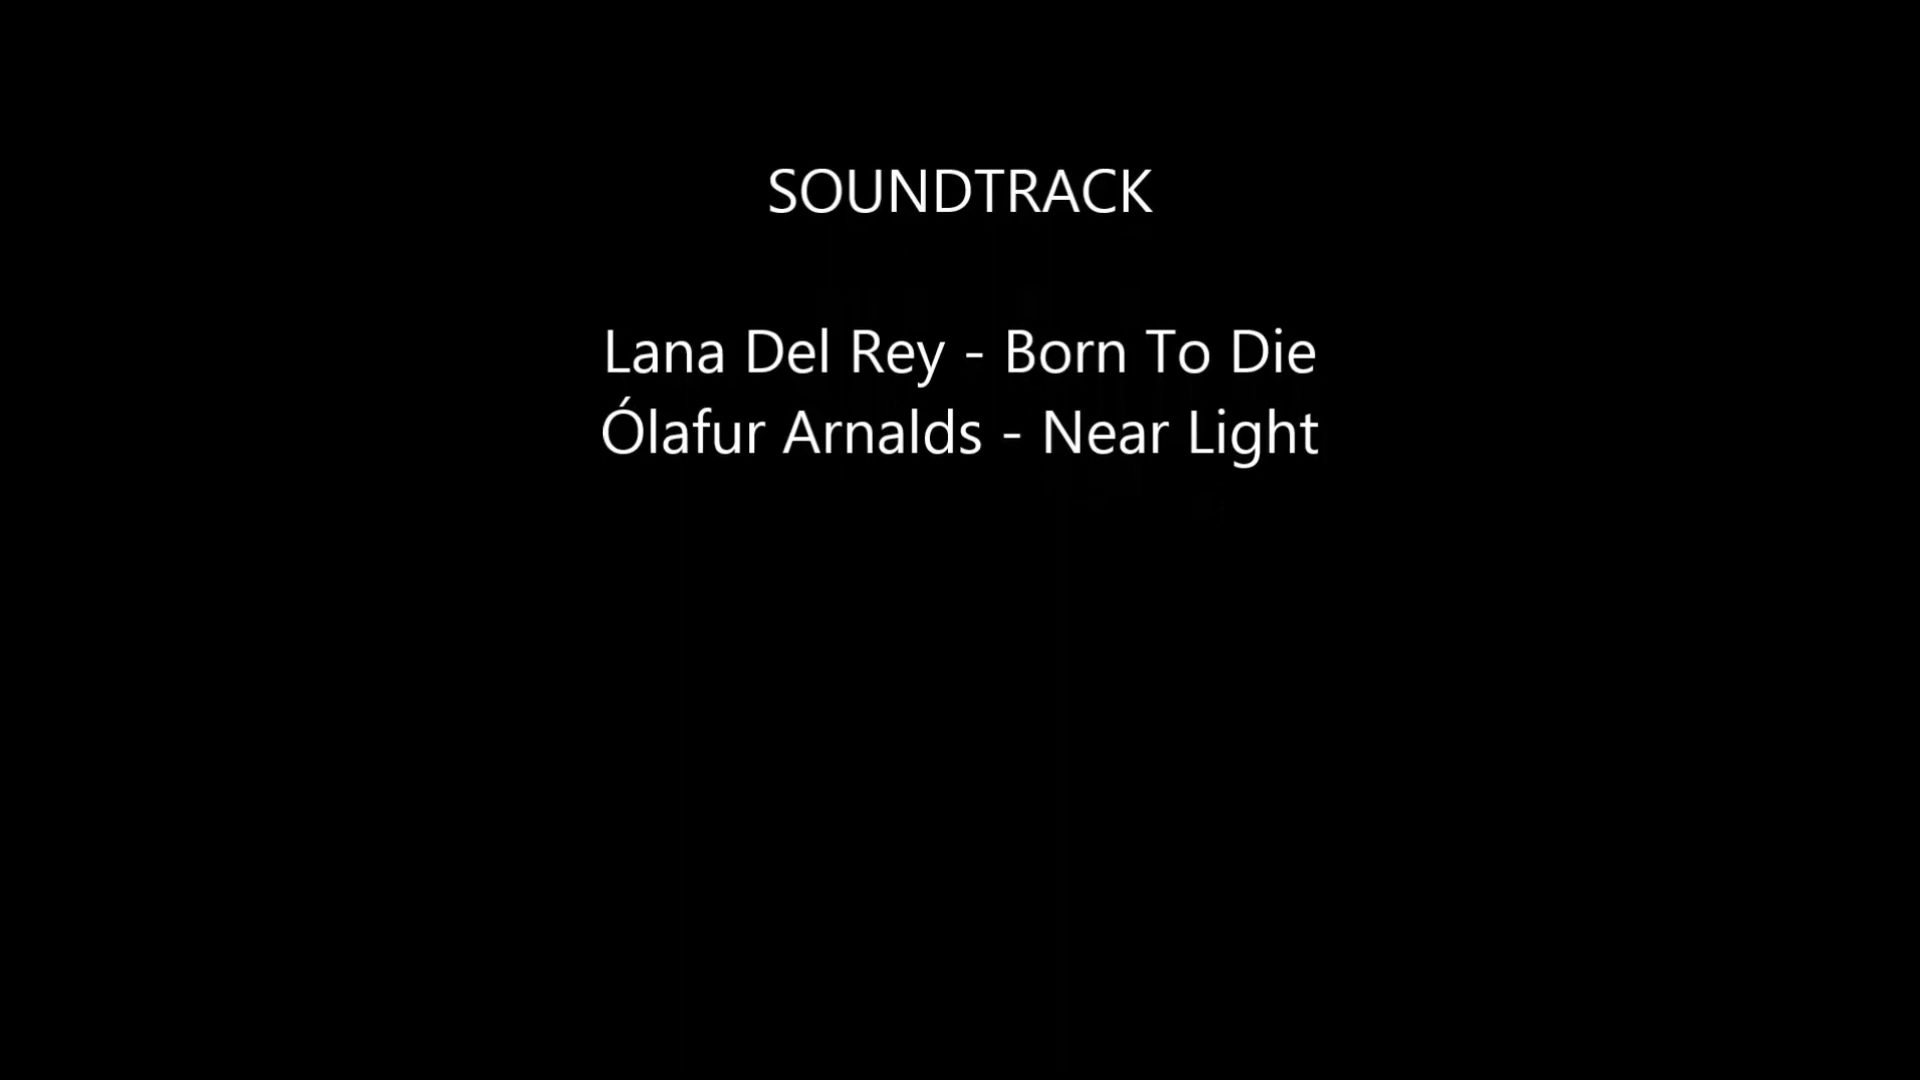 SOUNDTRACK
Lana Del Rey - Born To Die
Ólafur Arnalds - Near Light